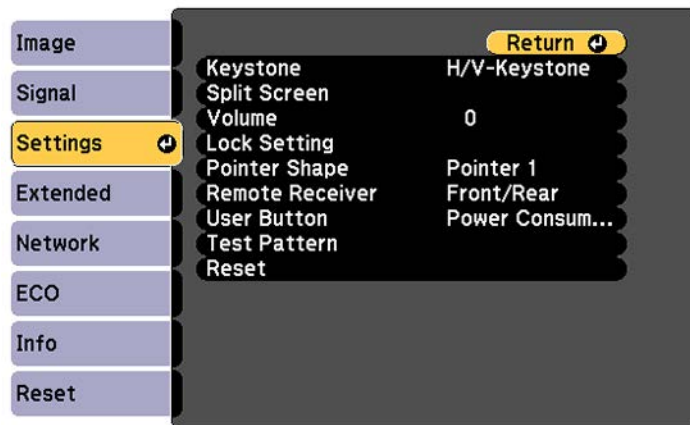 Image
Signal
Settings
Extended
Network
ECO
Info
Reset
Return
Keystone H/V-Keystone
Split Screen
Volume 0
Lock Setting
Pointer Shape Pointer 1
Remote Receiver Front/Rear
User Button Power Consum...
Test Pattern
Reset